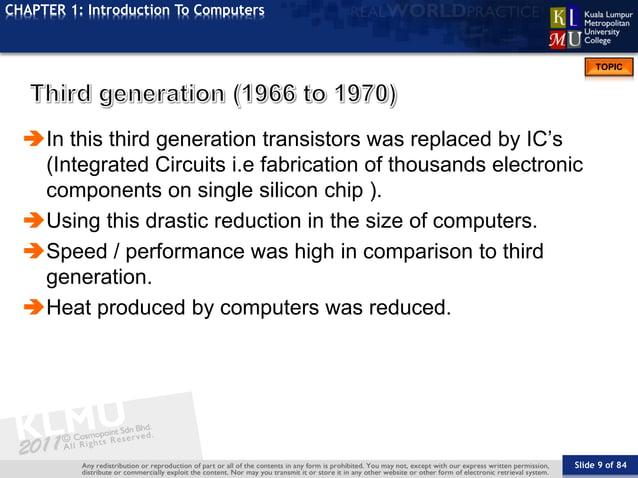 CHAPTER 1: Introduction To Computers
REALWORLDPRACTICE
KL
MU
Kuala Lumpur
Metropolitan
University
College
TOPIC
Third generation (1966 to 1970)
➔In this third generation transistors was replaced by IC’s
(Integrated Circuits i.e fabrication of thousands electronic
components on single silicon chip ).
➔Using this drastic reduction in the size of computers.
➔Speed / performance was high in comparison to third
generation.
➔Heat produced by computers was reduced.
KLMU
2011© Cosmopoint Sdn Bhd.
All Rights Reserved.
Any redistribution or reproduction of part or all of the contents in any form is prohibited. You may not, except with our express written permission,
distribute or commercially exploit the content. Nor may you transmit it or store it in any other website or other form of electronic retrieval system.
Slide 9 of 84